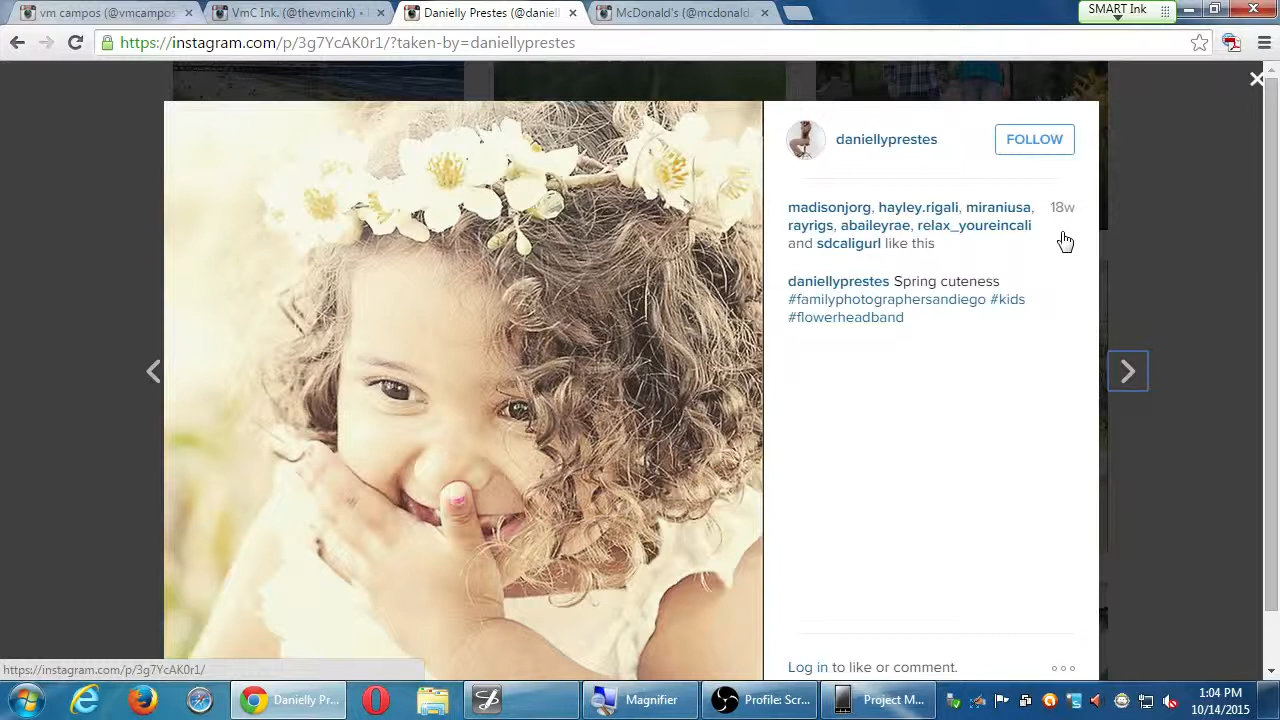 vm campos (@vmcampos
VmC Ink. (@thevmcink) •
Danielly Prestes (@daniell
McDonald's (@mcdonald
SMART Ink
https://instagram.com/p/3g7YcAK0r1/?taken-by=daniellyprestes
daniellyprestes
FOLLOW
madisonjorg, hayley.rigali, miraniusa, 18w
rayrigs, abaileyrae, relax_youreincali
and sdcaligurl like this
daniellyprestes Spring cuteness
#familyphotographersandiego #kids
#flowerheadband
Log in to like or comment.
https://instagram.com/p/3g7YcAK0r1/
Danielly Pr...
Magnifier
Profile: Scr...
Project M...
1:04 PM
10/14/2015